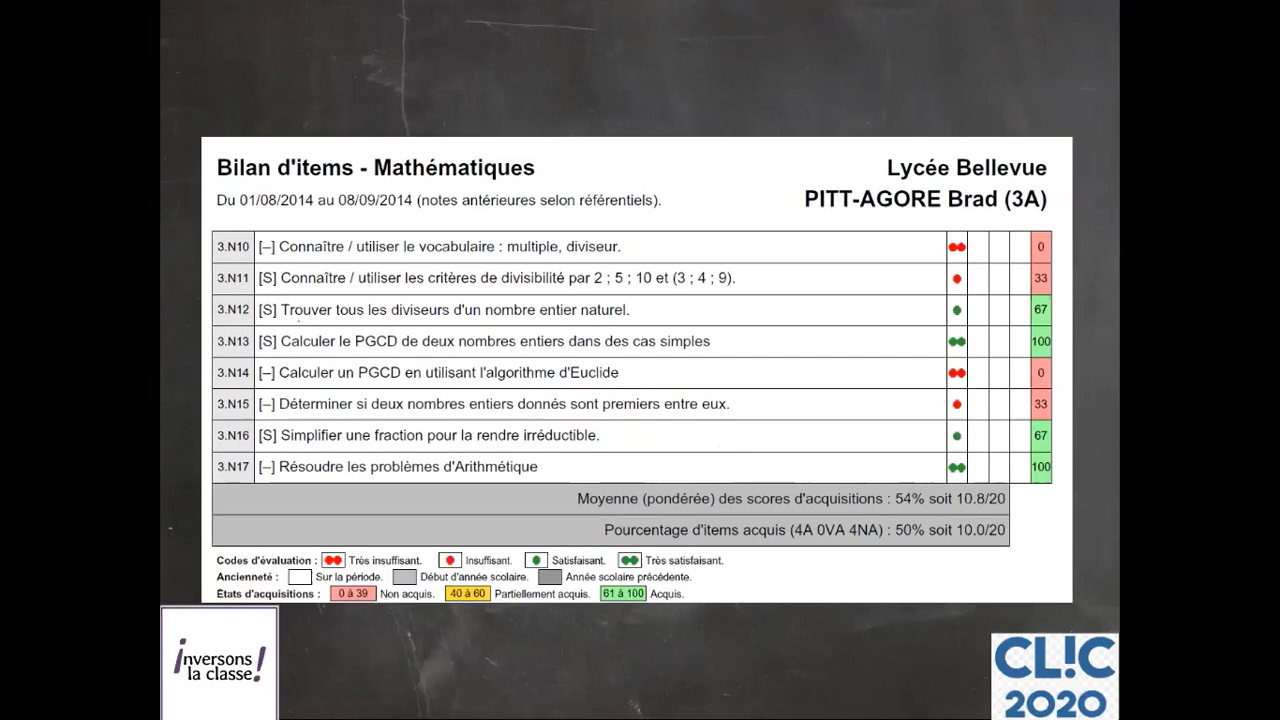 Bilan d'items - Mathématiques
Lycée Bellevue
Du 01/08/2014 au 08/09/2014 (notes antérieures selon référentiels).
PITT-AGORE Brad (3A)
3.N10 [–] Connaître / utiliser le vocabulaire : multiple, diviseur. 0
3.N11 [S] Connaître / utiliser les critères de divisibilité par 2 ; 5 ; 10 et (3 ; 4 ; 9). 33
3.N12 [S] Trouver tous les diviseurs d'un nombre entier naturel. 67
3.N13 [S] Calculer le PGCD de deux nombres entiers dans des cas simples 100
3.N14 [–] Calculer un PGCD en utilisant l'algorithme d'Euclide 0
3.N15 [–] Déterminer si deux nombres entiers donnés sont premiers entre eux. 33
3.N16 [S] Simplifier une fraction pour la rendre irréductible. 67
3.N17 [–] Résoudre les problèmes d'Arithmétique 100
Moyenne (pondérée) des scores d'acquisitions : 54% soit 10.8/20
Pourcentage d'items acquis (4A 0VA 4NA) : 50% soit 10.0/20
Codes d'évaluation : Très insuffisant. Insuffisant. Satisfaisant. Très satisfaisant.
Ancienneté : Sur la période. Début d'année scolaire. Année scolaire précédente.
États d'acquisitions : 0 à 39 Non acquis. 40 à 60 Partiellement acquis. 61 à 100 Acquis.
inversons
la classe!
CL!C
2020